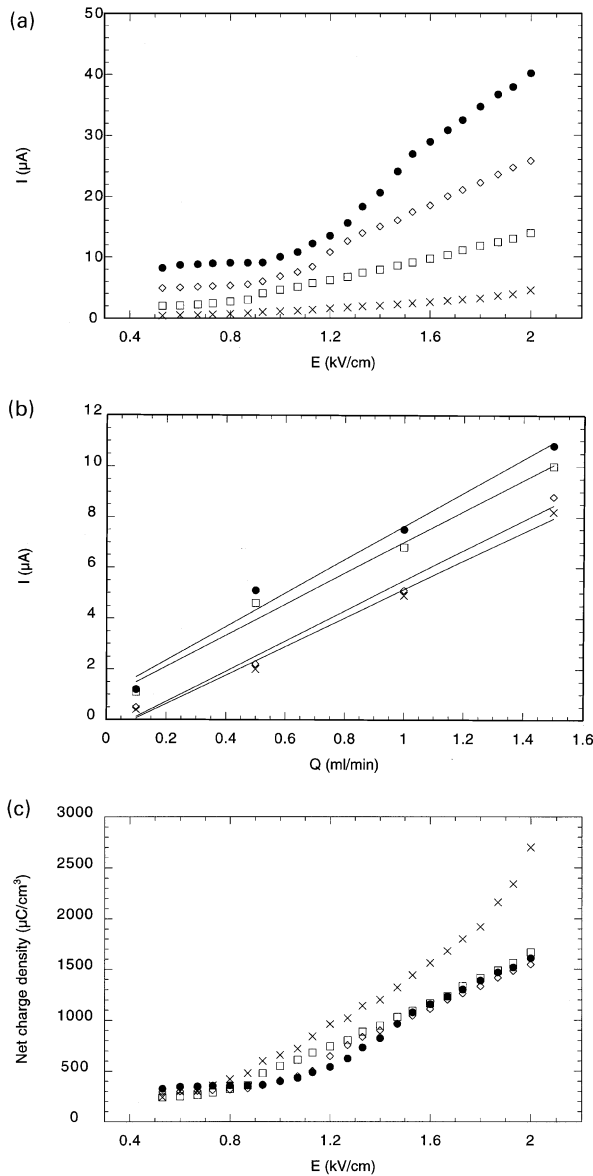 (a)
50
40
30
20
10
0
I (μA)
0.4 0.8 1.2 1.6 2
E (kV/cm)
(b)
12
10
8
6
4
2
0
I (μA)
0 0.2 0.4 0.6 0.8 1 1.2 1.4 1.6
Q (ml/min)
(c)
3000
2500
2000
1500
1000
500
0
Net charge density (μC/cm³)
0.4 0.8 1.2 1.6 2
E (kV/cm)